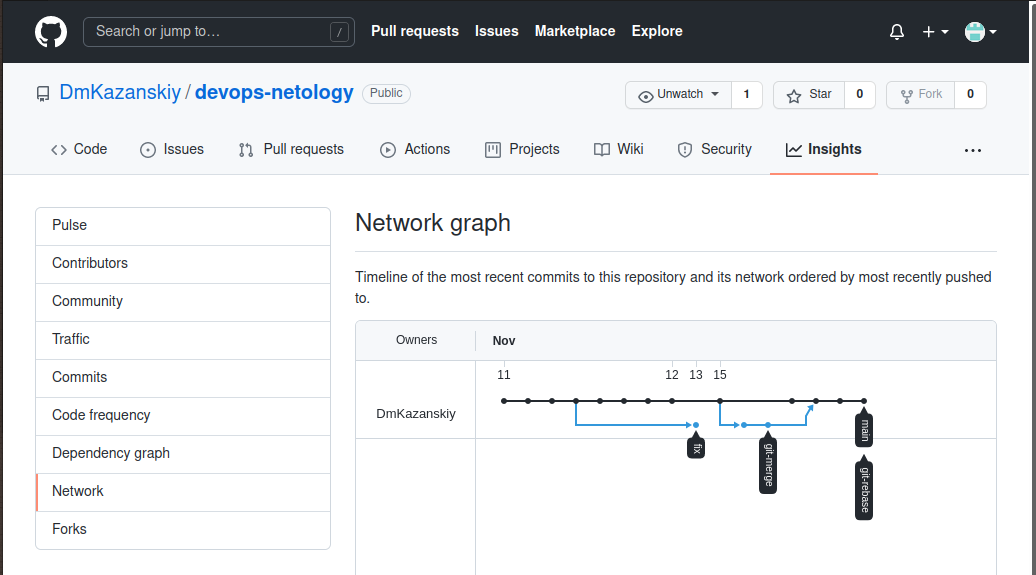 Search or jump to… /
Pull requests Issues Marketplace Explore
DmKazanskiy / devops-netology Public
Unwatch 1 Star 0 Fork 0
Code Issues Pull requests Actions Projects Wiki Security Insights
Pulse
Contributors
Community
Traffic
Commits
Code frequency
Dependency graph
Network
Forks
Network graph
Timeline of the most recent commits to this repository and its network ordered by most recently pushed
to.
Owners Nov
11 12 13 15
DmKazanskiy
fix
git-merge
main
git-rebase